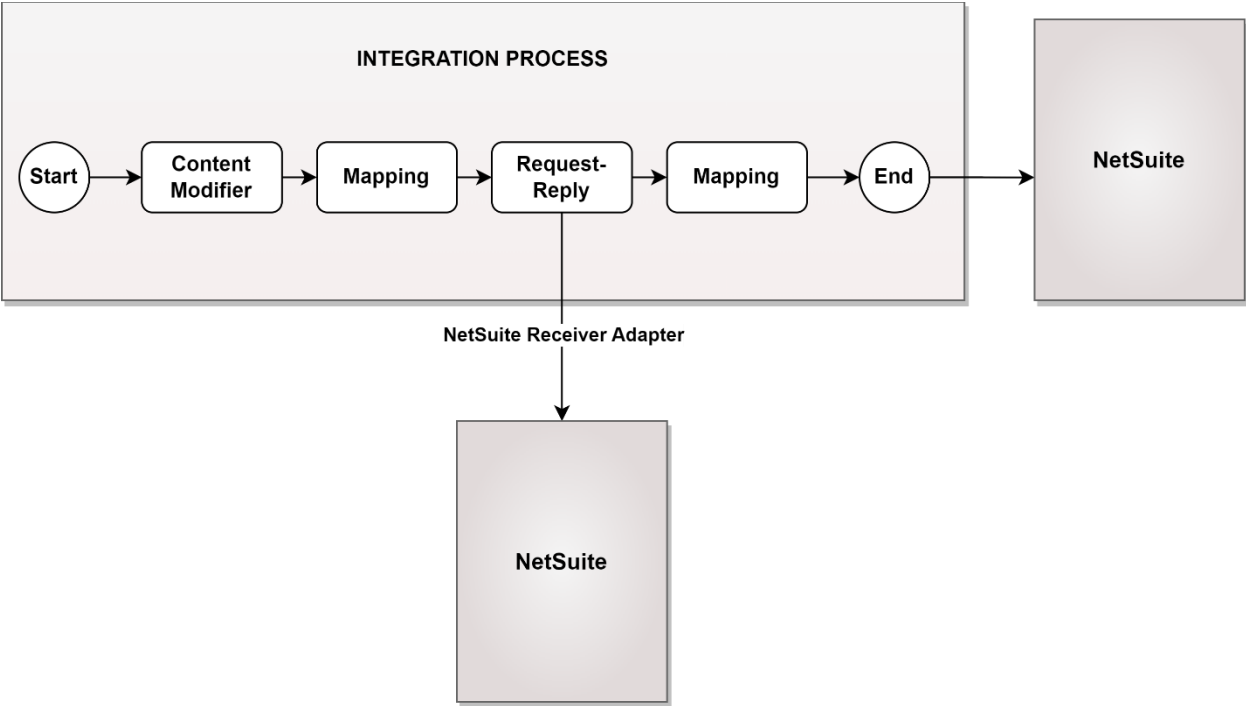 INTEGRATION PROCESS
Start
Content
Modifier
Mapping
Request-
Reply
Mapping
End
NetSuite
NetSuite Receiver Adapter
NetSuite